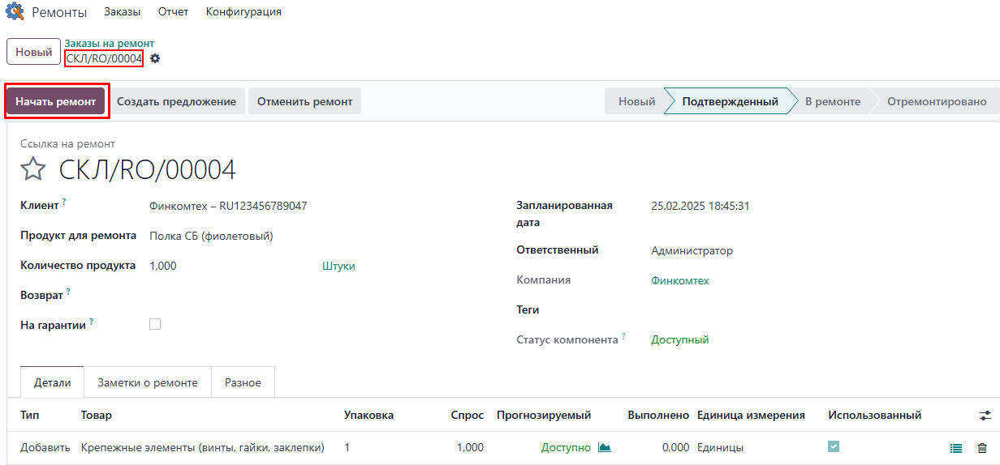 Ремонты Заказы Отчет Конфигурация
Новый Заказы на ремонт
СКЛ/RO/00004
Начать ремонт Создать предложение Отменить ремонт Новый Подтвержденный В ремонте Отремонтировано
Ссылка на ремонт
СКЛ/RO/00004
Клиент ? Финкомтех – RU123456789047
Продукт для ремонта Полка СБ (фиолетовый)
Количество продукта 1,000 Штуки
Возврат ?
На гарантии ?
Запланированная дата 25.02.2025 18:45:31
Ответственный Администратор
Компания Финкомтех
Теги
Статус компонента ? Доступный
Детали Заметки о ремонте Разное
Тип Товар Упаковка Спрос Прогнозируемый Выполнено Единица измерения Использованный
Добавить Крепежные элементы (винты, гайки, заклепки) 1 1,000 Доступно 0,000 Единицы